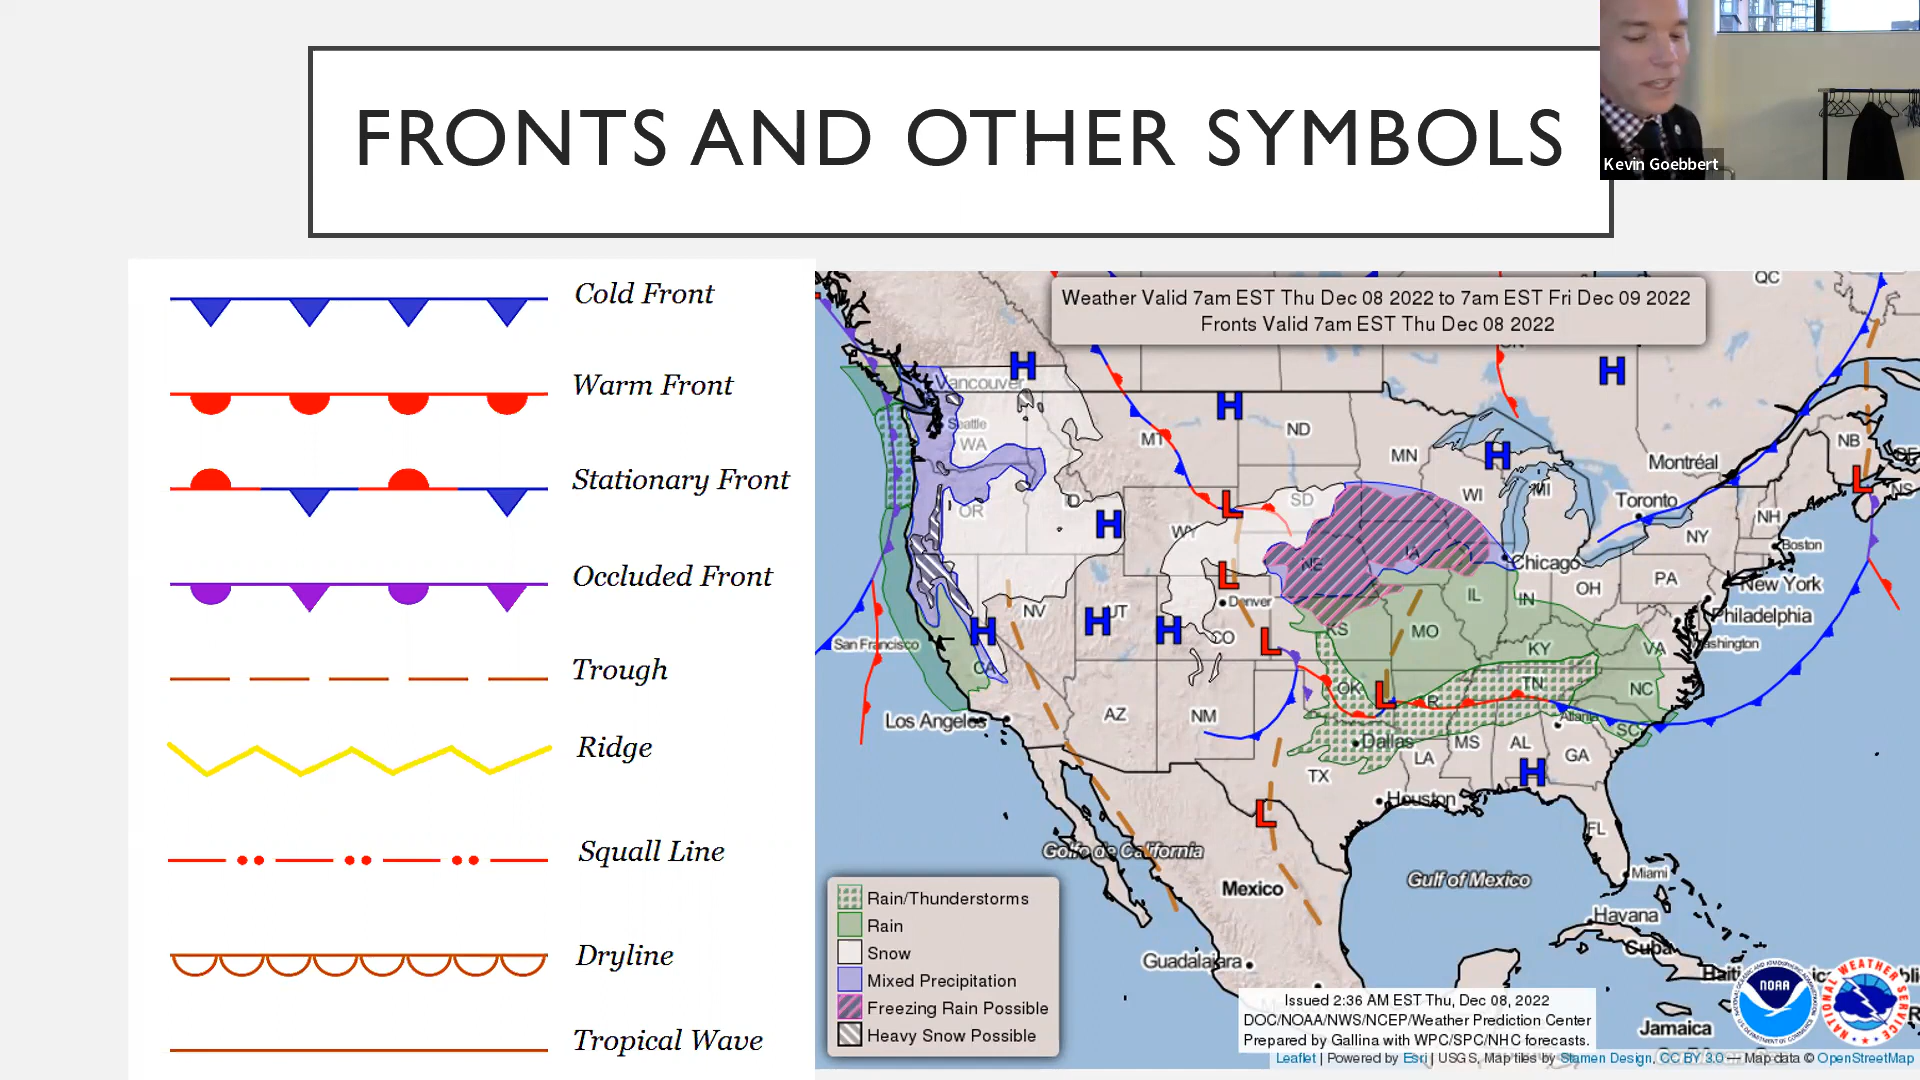 FRONTS AND OTHER SYMBOLS
Kevin Goebbert
Cold Front
Warm Front
Stationary Front
Occluded Front
Trough
Ridge
Squall Line
Dryline
Tropical Wave
Weather Valid 7am EST Thu Dec 08 2022 to 7am EST Fri Dec 09 2022
Fronts Valid 7am EST Thu Dec 08 2022
QC
H
H
Vancouver
H
Seattle
WA
MT
ND
MN
H
Montréal
NB
L
NS
OR
ID
H
WY
L
SD
WI
MI
Toronto
NH
NY
Boston
NE
IA
Chicago
L
Denver
PA
New York
OH
IL
IN
Philadelphia
NV
H
UT
H
CO
L
KS
MO
KY
VA
San Francisco
H
CA
Los Angeles
AZ
NM
OK
L
TN
NC
Atlanta
SC
Dallas
MS
AL
GA
LA
TX
H
Houston
L
FL
Golfo de California
Mexico
Gulf of Mexico
Miami
Havana
Cuba
Guadalajara
Haiti
Jamaica
Rain/Thunderstorms
Rain
Snow
Mixed Precipitation
Freezing Rain Possible
Heavy Snow Possible
Issued 2:36 AM EST Thu, Dec 08, 2022
DOC/NOAA/NWS/NCEP/Weather Prediction Center
Prepared by Gallina with WPC/SPC/NHC forecasts.
NOAA
NATIONAL WEATHER SERVICE
Leaflet | Powered by Esri | USGS, Map tiles by Stamen Design, CC BY 3.0 — Map data © OpenStreetMap